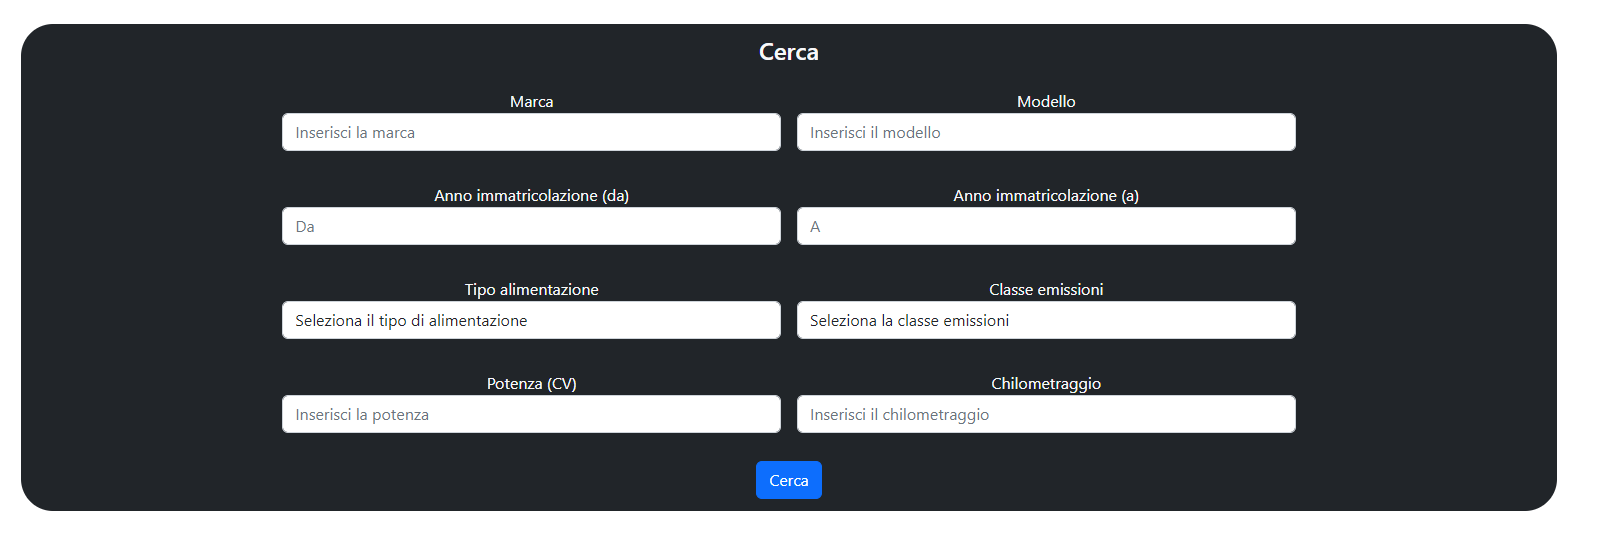 Cerca
Marca
Modello
Inserisci la marca
Inserisci il modello
Anno immatricolazione (da)
Anno immatricolazione (a)
Da
A
Tipo alimentazione
Classe emissioni
Seleziona il tipo di alimentazione
Seleziona la classe emissioni
Potenza (CV)
Chilometraggio
Inserisci la potenza
Inserisci il chilometraggio
Cerca